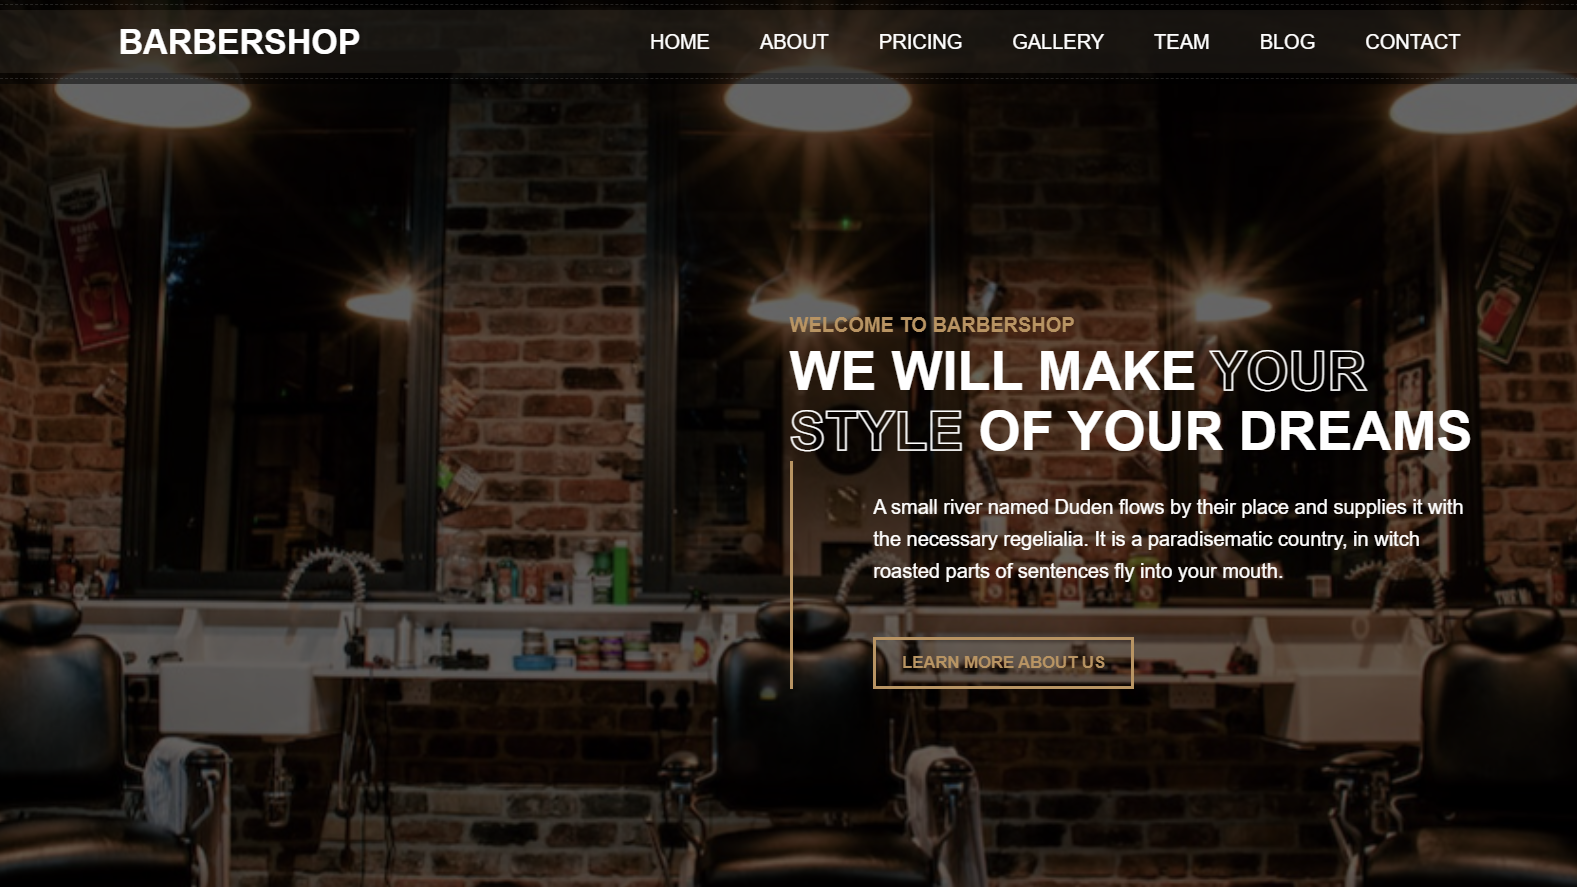 BARBERSHOP
HOME ABOUT PRICING GALLERY TEAM BLOG CONTACT
WELCOME TO BARBERSHOP
WE WILL MAKE YOUR
STYLE OF YOUR DREAMS
A small river named Duden flows by their place and supplies it with
the necessary regelialia. It is a paradisematic country, in witch
roasted parts of sentences fly into your mouth.
LEARN MORE ABOUT US